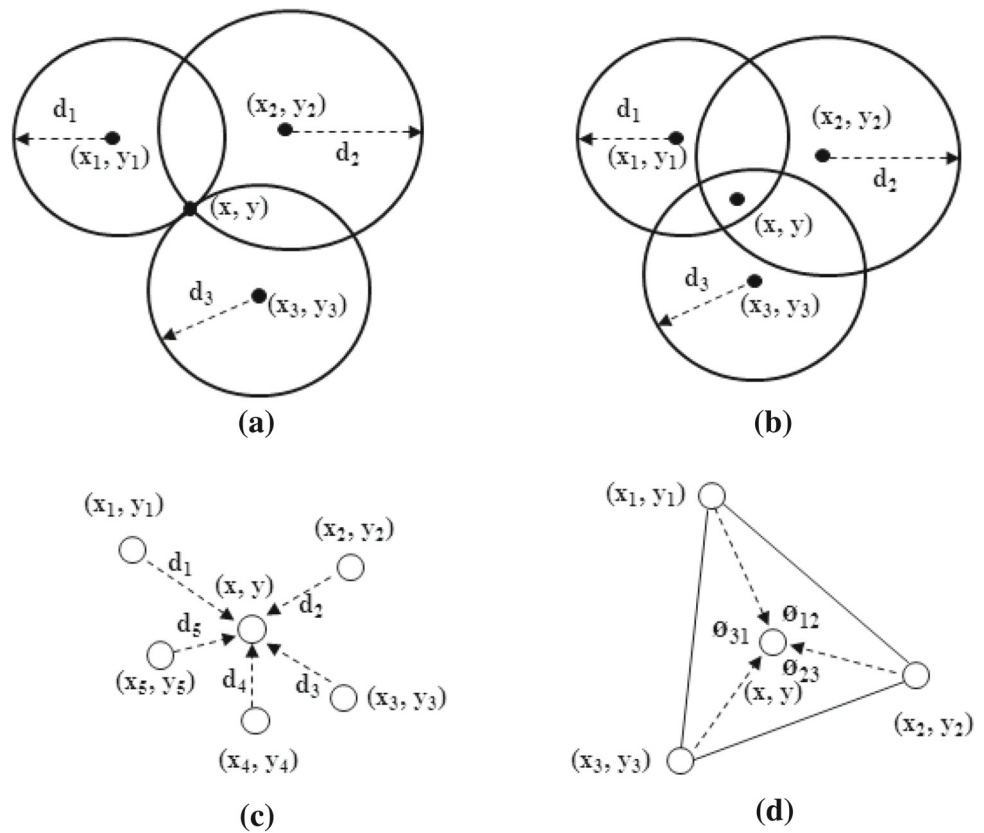 d₁
(x₁, y₁)
(x₂, y₂)
d₂
(x, y)
d₃
(x₃, y₃)
(a)
d₁
(x₁, y₁)
(x₂, y₂)
d₂
(x, y)
d₃
(x₃, y₃)
(b)
(x₁, y₁)
(x₂, y₂)
d₁
(x, y)
d₂
d₅
(x₅, y₅)
d₄
d₃
(x₃, y₃)
(x₄, y₄)
(c)
(x₁, y₁)
ø₃₁
ø₁₂
ø₂₃
(x, y)
(x₂, y₂)
(x₃, y₃)
(d)